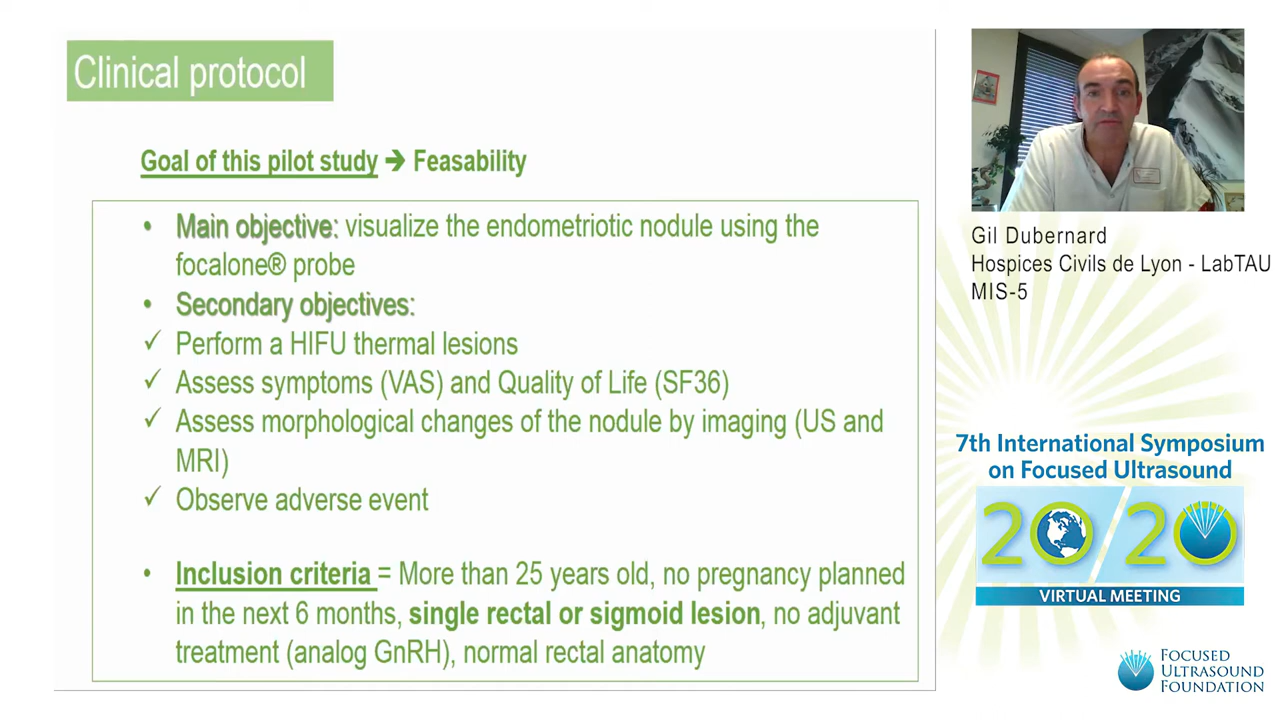 Clinical protocol
Goal of this pilot study ➔ Feasability
• Main objective: visualize the endometriotic nodule using the
focalone® probe
• Secondary objectives:
✓ Perform a HIFU thermal lesions
✓ Assess symptoms (VAS) and Quality of Life (SF36)
✓ Assess morphological changes of the nodule by imaging (US and
MRI)
✓ Observe adverse event
• Inclusion criteria = More than 25 years old, no pregnancy planned
in the next 6 months, single rectal or sigmoid lesion, no adjuvant
treatment (analog GnRH), normal rectal anatomy
Gil Dubernard
Hospices Civils de Lyon - LabTAU
MIS-5
7th International Symposium
on Focused Ultrasound
20/20
VIRTUAL MEETING
FOCUSED
ULTRASOUND
FOUNDATION